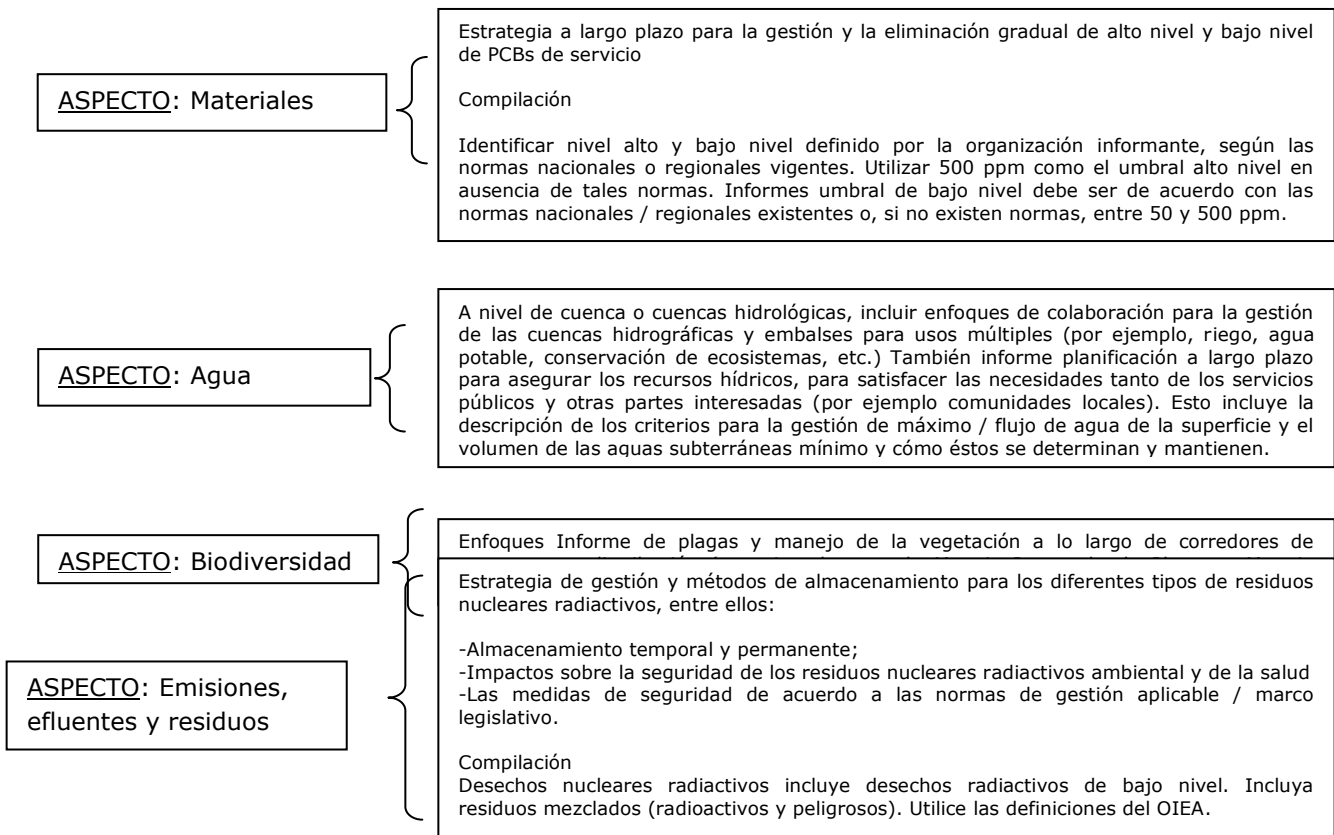 ASPECTO: Materiales
Estrategia a largo plazo para la gestión y la eliminación gradual de alto nivel y bajo nivel
de PCBs de servicio
Compilación
Identificar nivel alto y bajo nivel definido por la organización informante, según las
normas nacionales o regionales vigentes. Utilizar 500 ppm como el umbral alto nivel en
ausencia de tales normas. Informes umbral de bajo nivel debe ser de acuerdo con las
normas nacionales / regionales existentes o, si no existen normas, entre 50 y 500 ppm.
ASPECTO: Agua
A nivel de cuenca o cuencas hidrológicas, incluir enfoques de colaboración para la gestión
de las cuencas hidrográficas y embalses para usos múltiples (por ejemplo, riego, agua
potable, conservación de ecosistemas, etc.) También informe planificación a largo plazo
para asegurar los recursos hídricos, para satisfacer las necesidades tanto de los servicios
públicos y otras partes interesadas (por ejemplo comunidades locales). Esto incluye la
descripción de los criterios para la gestión de máximo / flujo de agua de la superficie y el
volumen de las aguas subterráneas mínimo y cómo éstos se determinan y mantienen.
ASPECTO: Biodiversidad
Enfoques Informe de plagas y manejo de la vegetación a lo largo de corredores de
ASPECTO: Emisiones,
efluentes y residuos
Estrategia de gestión y métodos de almacenamiento para los diferentes tipos de residuos
nucleares radiactivos, entre ellos:
-Almacenamiento temporal y permanente;
-Impactos sobre la seguridad de los residuos nucleares radiactivos ambiental y de la salud
-Las medidas de seguridad de acuerdo a las normas de gestión aplicable / marco
legislativo.
Compilación
Desechos nucleares radiactivos incluye desechos radiactivos de bajo nivel. Incluya
residuos mezclados (radioactivos y peligrosos). Utilice las definiciones del OIEA.